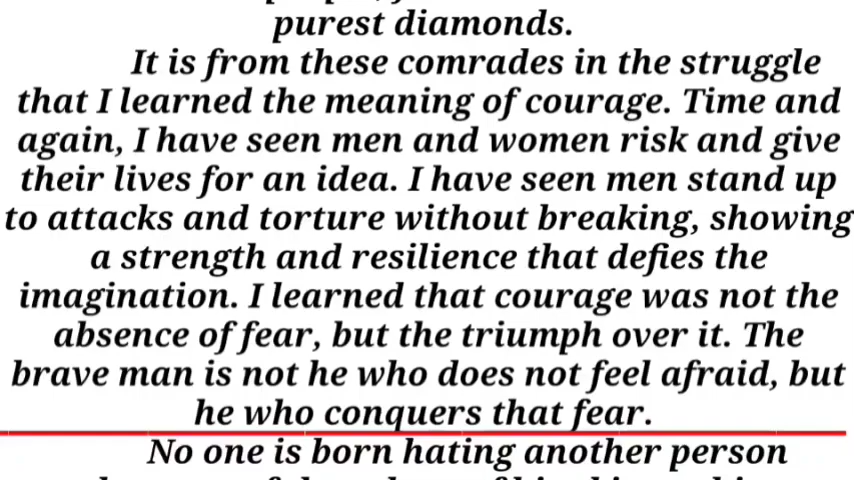 purest diamonds.
It is from these comrades in the struggle
that I learned the meaning of courage. Time and
again, I have seen men and women risk and give
their lives for an idea. I have seen men stand up
to attacks and torture without breaking, showing
a strength and resilience that defies the
imagination. I learned that courage was not the
absence of fear, but the triumph over it. The
brave man is not he who does not feel afraid, but
he who conquers that fear.
No one is born hating another person